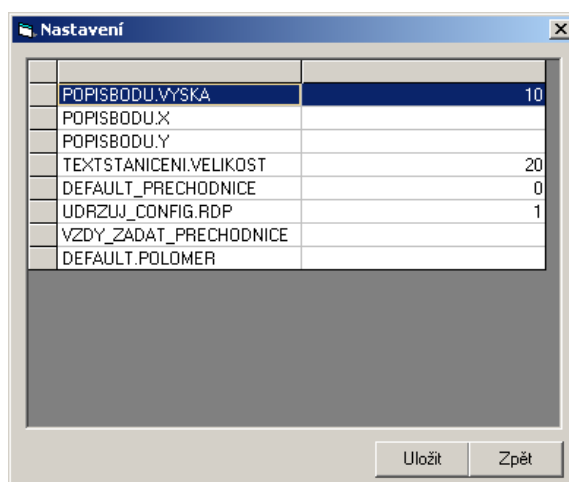 Nastavení
POPISBODU.VYSKA 10
POPISBODU.X
POPISBODU.Y
TEXTSTANICENI.VELIKOST 20
DEFAULT_PRECHODNICE 0
UDRZUJ_CONFIG.RDP 1
VZDY_ZADAT_PRECHODNICE
DEFAULT.POLOMER
Uložit Zpět